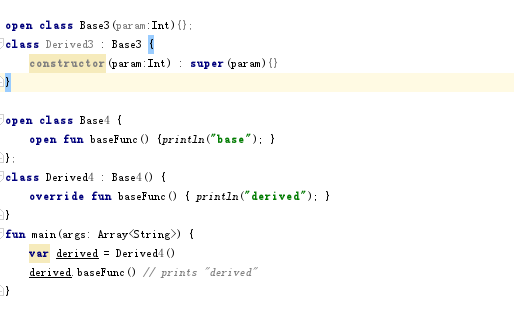 open class Base3(param:Int){};
class Derived3 : Base3 {
constructor(param:Int) : super(param){}
}
open class Base4 {
open fun baseFunc() {println("base"); }
};
class Derived4 : Base4() {
override fun baseFunc() { println("derived"); }
}
fun main(args: Array<String>) {
var derived = Derived4()
derived.baseFunc() // prints "derived"
}